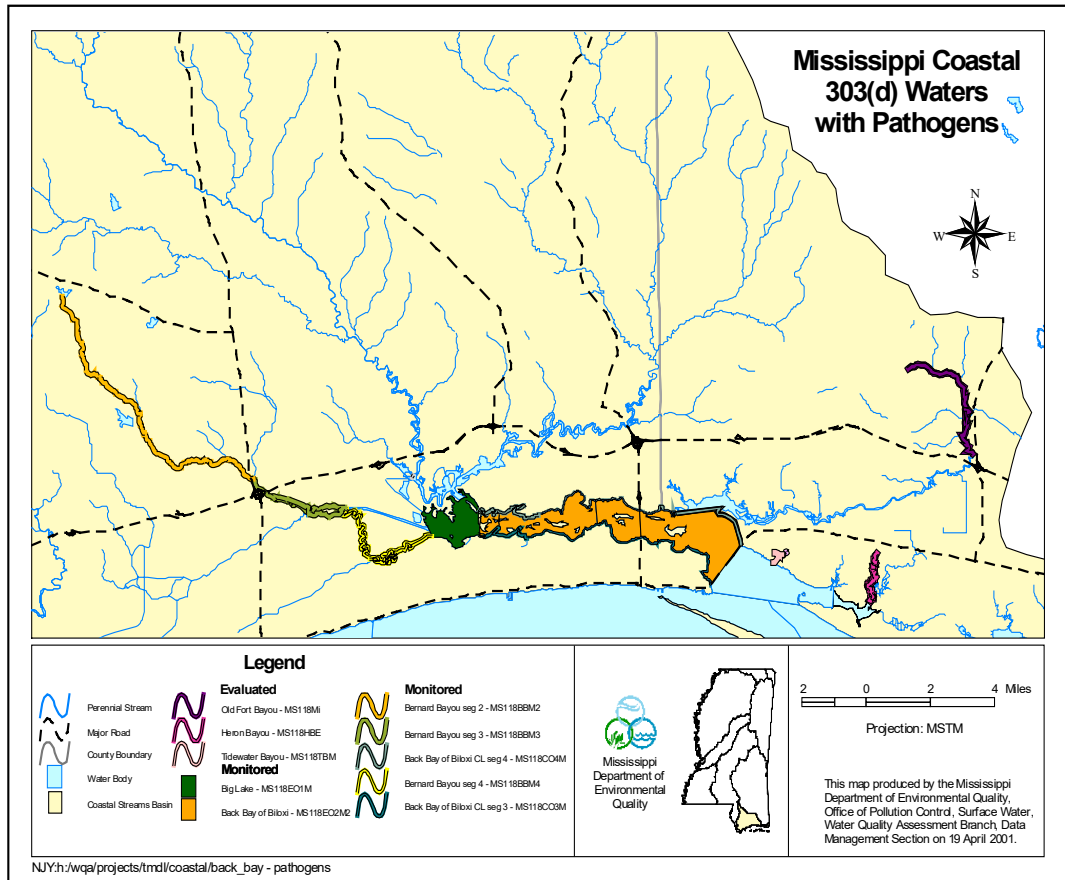 Mississippi Coastal
303(d) Waters
with Pathogens
N
W
E
S
Legend
Perennial Stream
Major Road
County Boundary
Water Body
Coastal Streams Basin
Evaluated
Old Fort Bayou - MS118Mi
Heron Bayou - MS118HBE
Tidewater Bayou - MS118TBM
Monitored
Big Lake - MS118EO1M
Back Bay of Biloxi - MS118EO2M2
Monitored
Bernard Bayou seg 2 - MS118BBM2
Bernard Bayou seg 3 - MS118BBM3
Back Bay of Biloxi CL seg 4 - MS118CO4M
Bernard Bayou seg 4 - MS118BBM4
Back Bay of Biloxi CL seg 3 - MS118CO3M
Mississippi
Department of
Environmental
Quality
2 0 2 4 Miles
Projection: MSTM
This map produced by the Mississippi
Department of Environmental Quality,
Office of Pollution Control, Surface Water,
Water Quality Assessment Branch, Data
Management Section on 19 April 2001.
NJY:h:/wqa/projects/tmdl/coastal/back_bay - pathogens